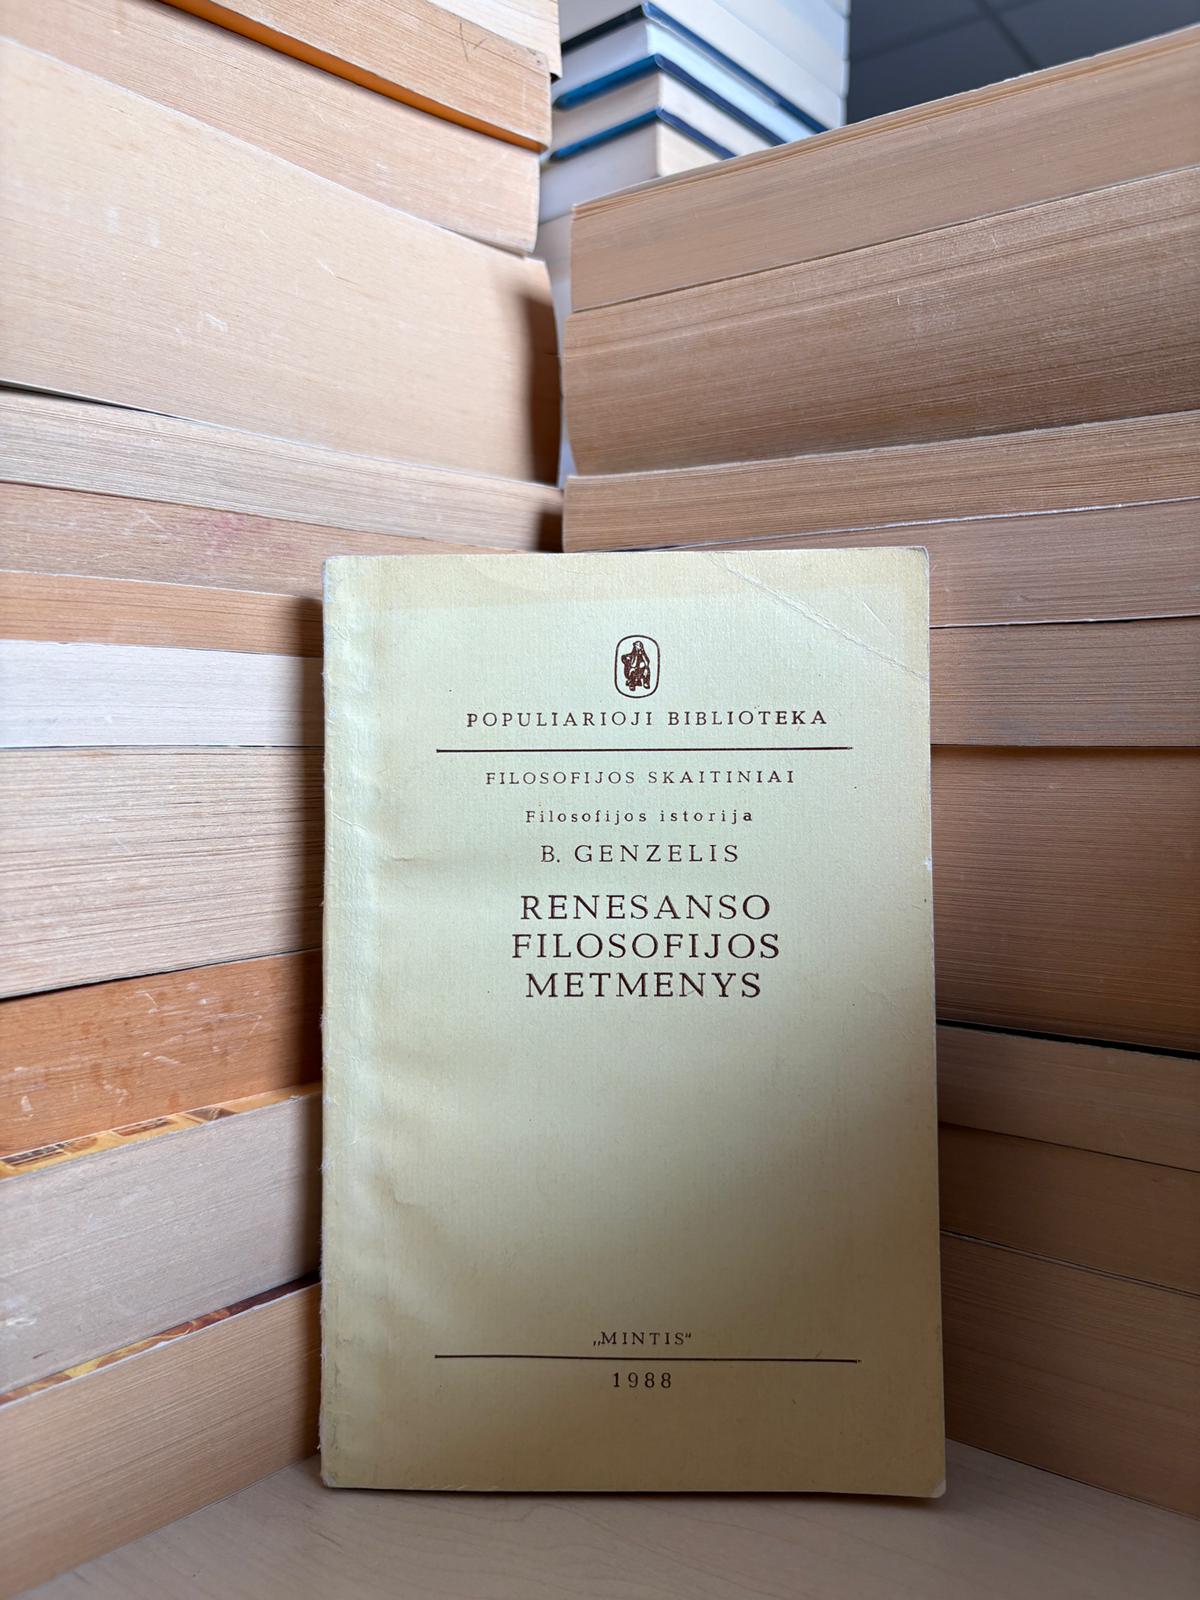 POPULIARIOJI BIBLIOTEKA
FILOSOFIJOS SKAITINIAI
Filosofijos istorija
B. GENZELIS
RENESANSO
FILOSOFIJOS
METMENYS
„MINTIS“
1988